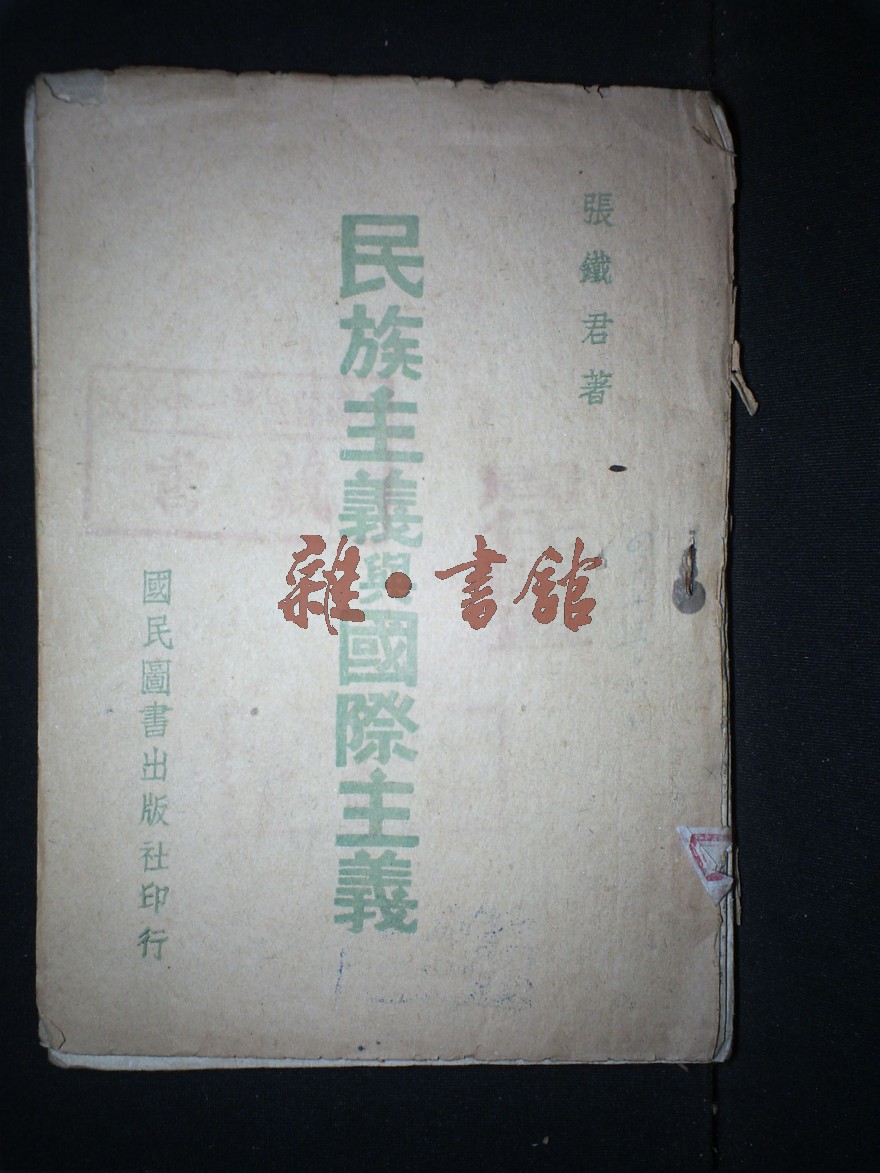 張鐵君著
民族主義與國際主義
國民圖書出版社印行
雜·書館